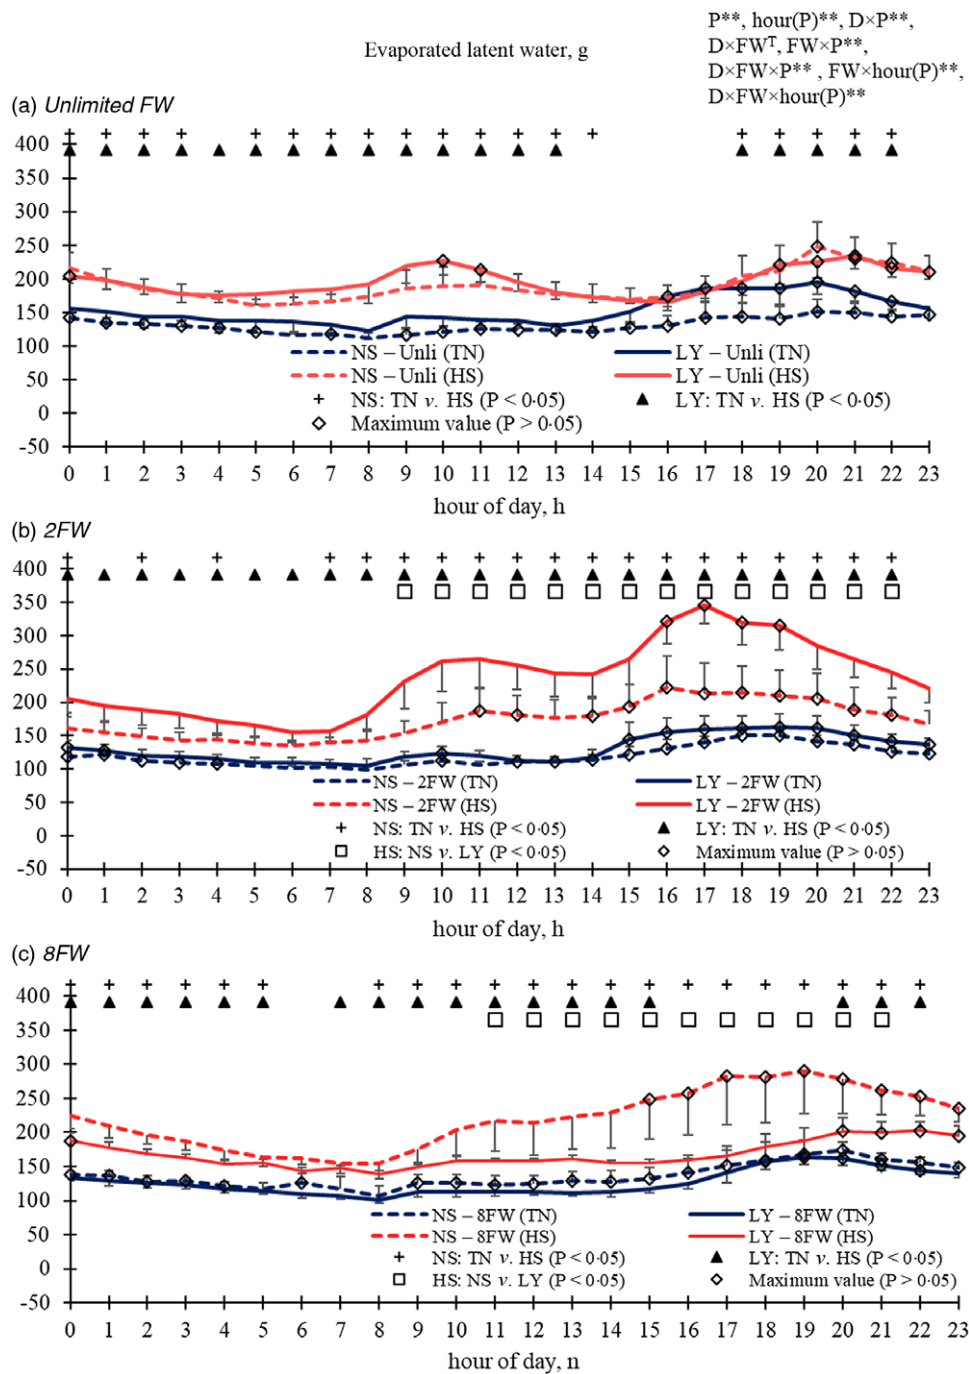 Evaporated latent water, g
P**, hour(P)**, D×P**,
D×FWᵀ, FW×P**,
D×FW×P** , FW×hour(P)**,
D×FW×hour(P)**
(a) Unlimited FW
400
350
300
250
200
150
100
50
0
-50
NS – Unli (TN) LY – Unli (TN)
NS – Unli (HS) LY – Unli (HS)
NS: TN v. HS (P < 0·05) LY: TN v. HS (P < 0·05)
Maximum value (P > 0·05)
0 1 2 3 4 5 6 7 8 9 10 11 12 13 14 15 16 17 18 19 20 21 22 23
hour of day, h
(b) 2FW
400
350
300
250
200
150
100
50
0
-50
NS – 2FW (TN) LY – 2FW (TN)
NS – 2FW (HS) LY – 2FW (HS)
NS: TN v. HS (P < 0·05) LY: TN v. HS (P < 0·05)
HS: NS v. LY (P < 0·05) Maximum value (P > 0·05)
0 1 2 3 4 5 6 7 8 9 10 11 12 13 14 15 16 17 18 19 20 21 22 23
hour of day, h
(c) 8FW
400
350
300
250
200
150
100
50
0
-50
NS – 8FW (TN) LY – 8FW (TN)
NS – 8FW (HS) LY – 8FW (HS)
NS: TN v. HS (P < 0·05) LY: TN v. HS (P < 0·05)
HS: NS v. LY (P < 0·05) Maximum value (P > 0·05)
0 1 2 3 4 5 6 7 8 9 10 11 12 13 14 15 16 17 18 19 20 21 22 23
hour of day, n